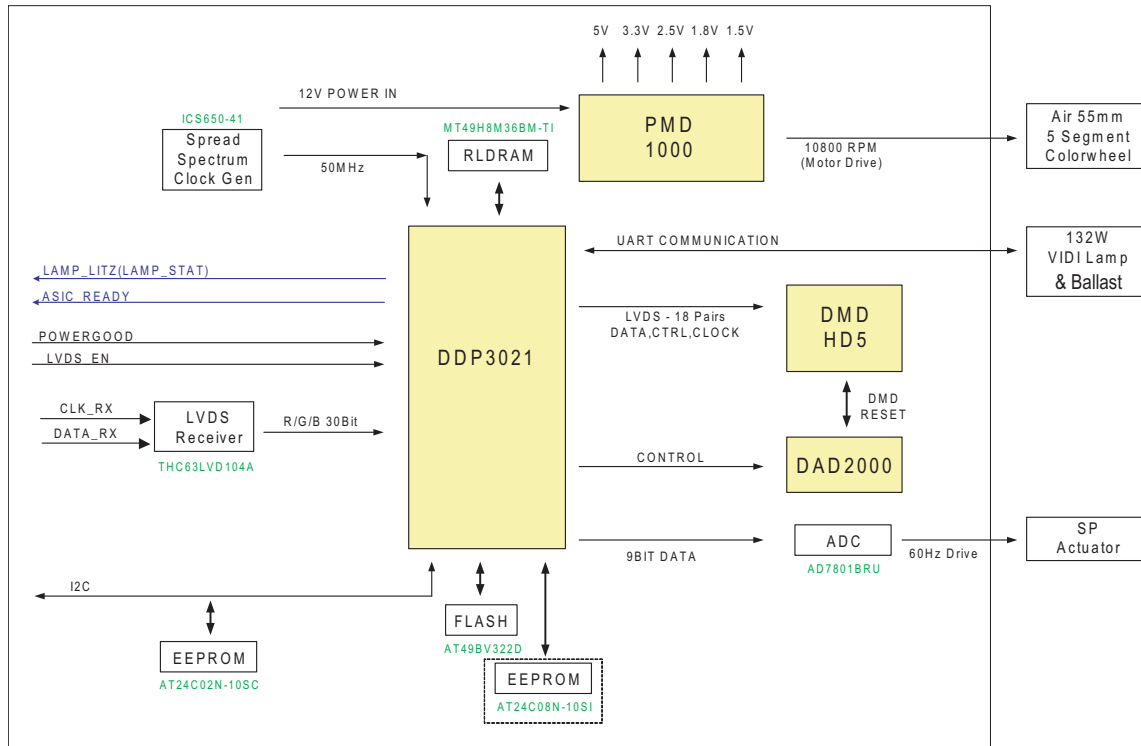 5V 3.3V 2.5V 1.8V 1.5V
12V POWER IN
ICS650-41
Spread
Spectrum
Clock Gen
50MHz
MT49H8M36BM-TI
RLDRAM
PMD
1000
10800 RPM
(Motor Drive)
Air 55mm
5 Segment
Colorwheel
UART COMMUNICATION
132W
VIDI Lamp
& Ballast
LAMP_LITZ(LAMP_STAT)
ASIC_READY
POWERGOOD
LVDS_EN
DDP3021
LVDS - 18 Pairs
DATA,CTRL,CLOCK
DMD
HD5
DMD
RESET
CLK_RX
DATA_RX
LVDS
Receiver
THC63LVD104A
R/G/B 30Bit
CONTROL
DAD2000
9BIT DATA
ADC
AD7801BRU
60Hz Drive
SP
Actuator
I2C
EEPROM
AT24C02N-10SC
FLASH
AT49BV322D
EEPROM
AT24C08N-10SI